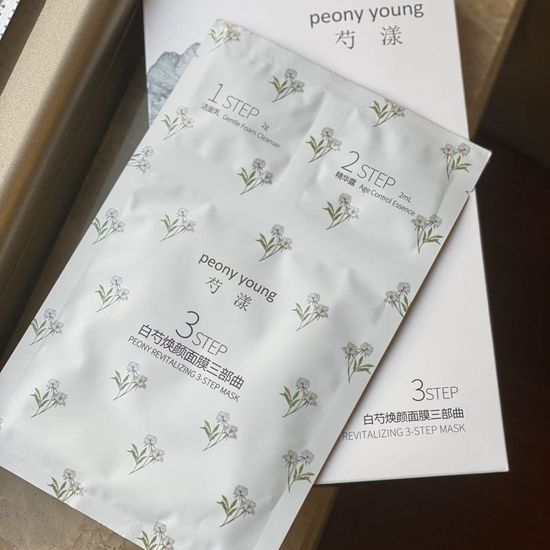 peony young
芍漾
1 STEP
2g
洁面乳 Gentle Foam Cleanser
2 STEP
2mL
精华露 Age Control Essence
peony young
芍漾
3 STEP
白芍焕颜面膜三部曲
PEONY REVITALIZING 3-STEP MASK
3 STEP
白芍焕颜面膜三部曲
REVITALIZING 3-STEP MASK